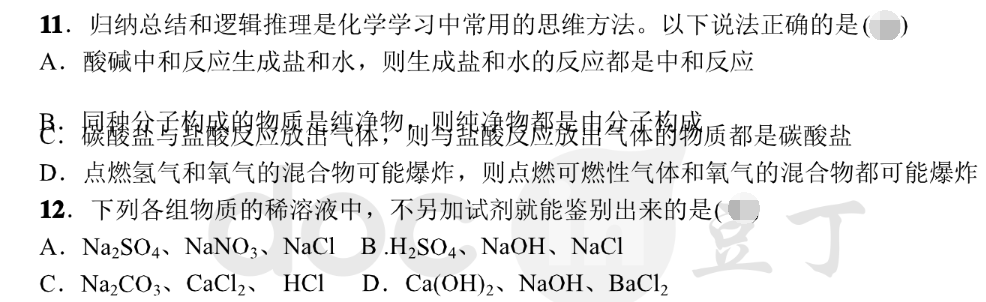 11．归纳总结和逻辑推理是化学学习中常用的思维方法。以下说法正确的是( )
A．酸碱中和反应生成盐和水，则生成盐和水的反应都是中和反应
B．同种分子构成的物质是纯净物，则纯净物都是由分子构成
C．碳酸盐与盐酸反应放出气体，则与盐酸反应放出气体的物质都是碳酸盐
D．点燃氢气和氧气的混合物可能爆炸，则点燃可燃性气体和氧气的混合物都可能爆炸
12．下列各组物质的稀溶液中，不另加试剂就能鉴别出来的是(
A．Na₂SO₄、NaNO₃、NaCl B .H₂SO₄、NaOH、NaCl
C．Na₂CO₃、CaCl₂、 HCl D．Ca(OH)₂、NaOH、BaCl₂
doc
豆丁